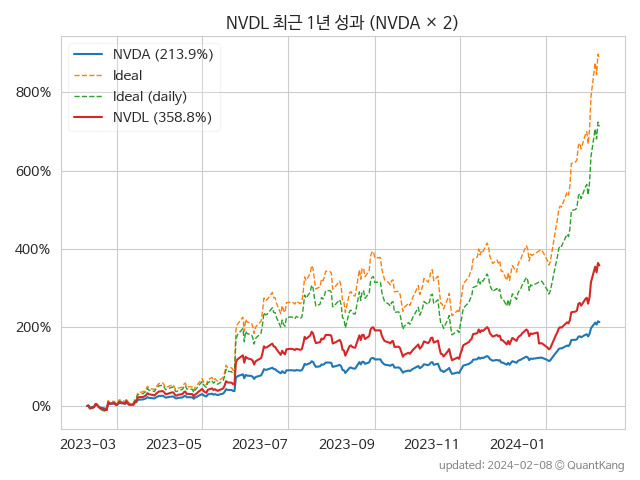 NVDL 최근 1년 성과 (NVDA × 2)
NVDA (213.9%)
Ideal
Ideal (daily)
NVDL (358.8%)
800%
600%
400%
200%
0%
2023-03 2023-05 2023-07 2023-09 2023-11 2024-01
updated: 2024-02-08 © QuantKang